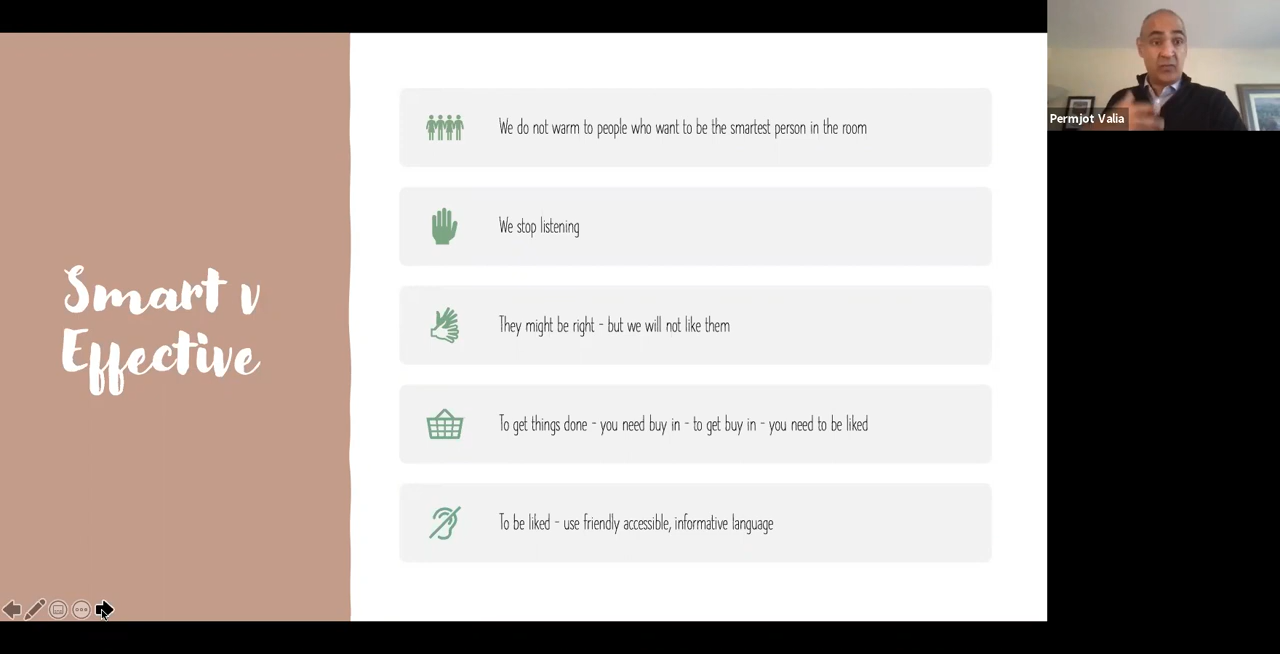 Smart v
Effective
We do not warm to people who want to be the smartest person in the room
We stop listening
They might be right - but we will not like them
To get things done - you need buy in - to get buy in - you need to be liked
To be liked - use friendly accessible, informative language
Permjot Valia